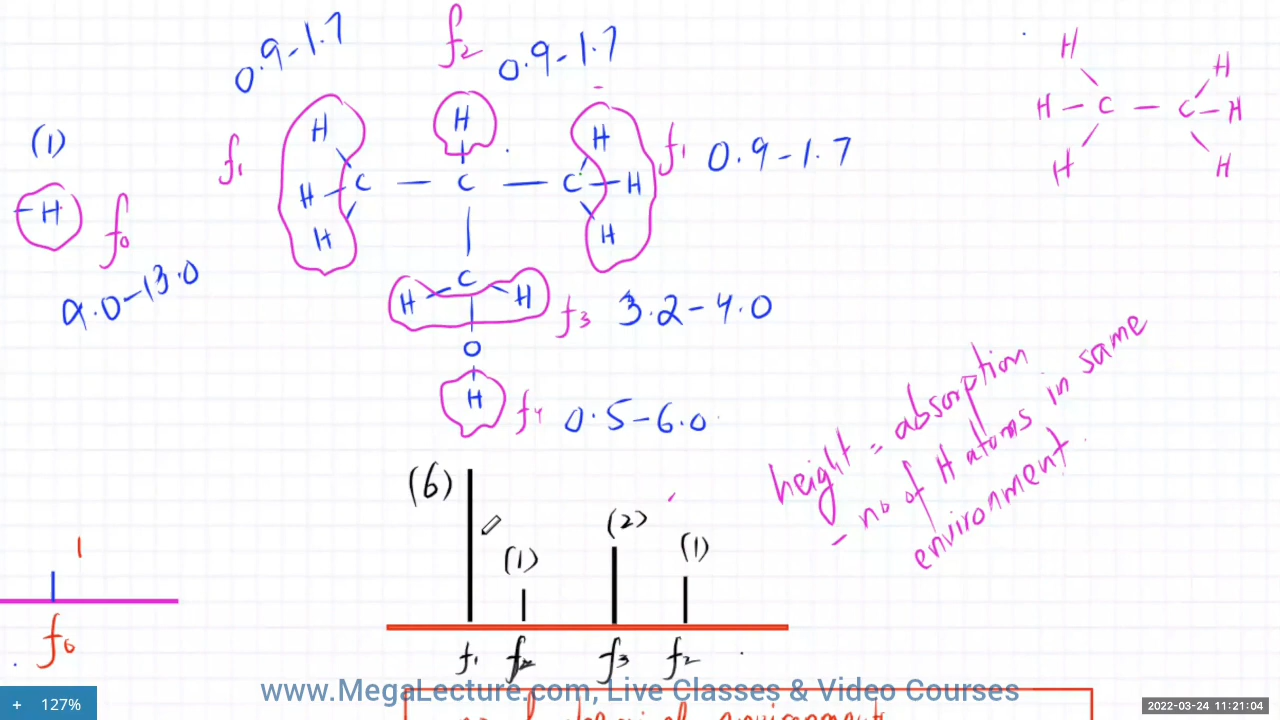 0.9-1.7
f2
0.9-1.7
H
H
H
H
H
(1)
H
f1
H
f1
0.9-1.7
H - C - C - H
H - C - C - C - H
-H
f0
H
H
H
H
9.0-13.0
C
H
H
f3
3.2-4.0
O
H
f4
0.5-6.0
height = absorption
- no of H atoms in same
environment
(6)
(1)
(2)
(1)
1
f0
f1
f3
f2
www.MegaLecture.com, Live Classes & Video Courses
+ 127%
2022-03-24 11:21:04